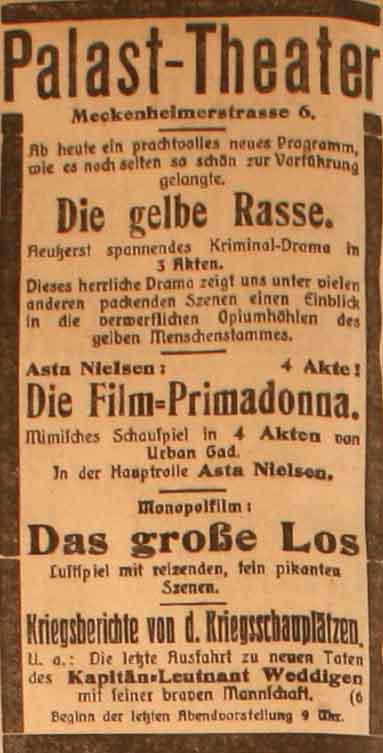 Palast-Theater
Meckenheimerstrasse 6.
Ab heute ein prachtvolles neues Programm,
wie es noch selten so schön zur Vorführung
gelangte.
Die gelbe Rasse.
Aeußerst spannendes Kriminal-Drama in
3 Akten.
Dieses herrliche Drama zeigt uns unter vielen
anderen packenden Szenen einen Einblick
in die verwerflichen Opiumhöhlen des
gelben Menschenstammes.
Asta Nielsen: 4 Akte!
Die Film-Primadonna.
Mimisches Schauspiel in 4 Akten von
Urban Gad.
In der Hauptrolle Asta Nielsen.
Monopolfilm:
Das große Los
Lustspiel mit reizenden, fein pikanten
Szenen.
Kriegsberichte von d. Kriegsschauplätzen.
U. a.: Die letzte Ausfahrt zu neuen Taten
des Kapitän-Leutnant Weddigen
mit seiner braven Mannschaft. (6
Beginn der letzten Abendvorstellung 9 Uhr.